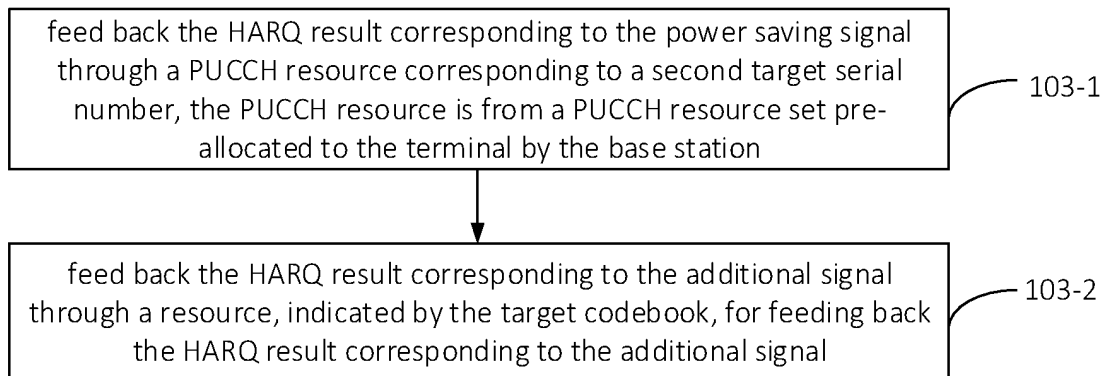 feed back the HARQ result corresponding to the power saving signal
through a PUCCH resource corresponding to a second target serial
number, the PUCCH resource is from a PUCCH resource set pre-
allocated to the terminal by the base station
103-1
feed back the HARQ result corresponding to the additional signal
through a resource, indicated by the target codebook, for feeding back
the HARQ result corresponding to the additional signal
103-2